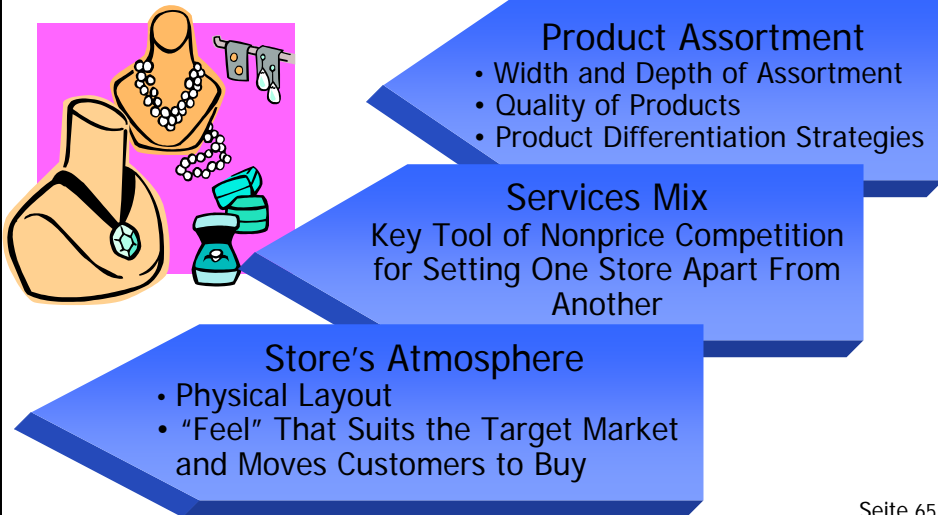 Product Assortment
• Width and Depth of Assortment
• Quality of Products
• Product Differentiation Strategies
Services Mix
Key Tool of Nonprice Competition
for Setting One Store Apart From
Another
Store's Atmosphere
• Physical Layout
• “Feel” That Suits the Target Market
and Moves Customers to Buy
Seite 65